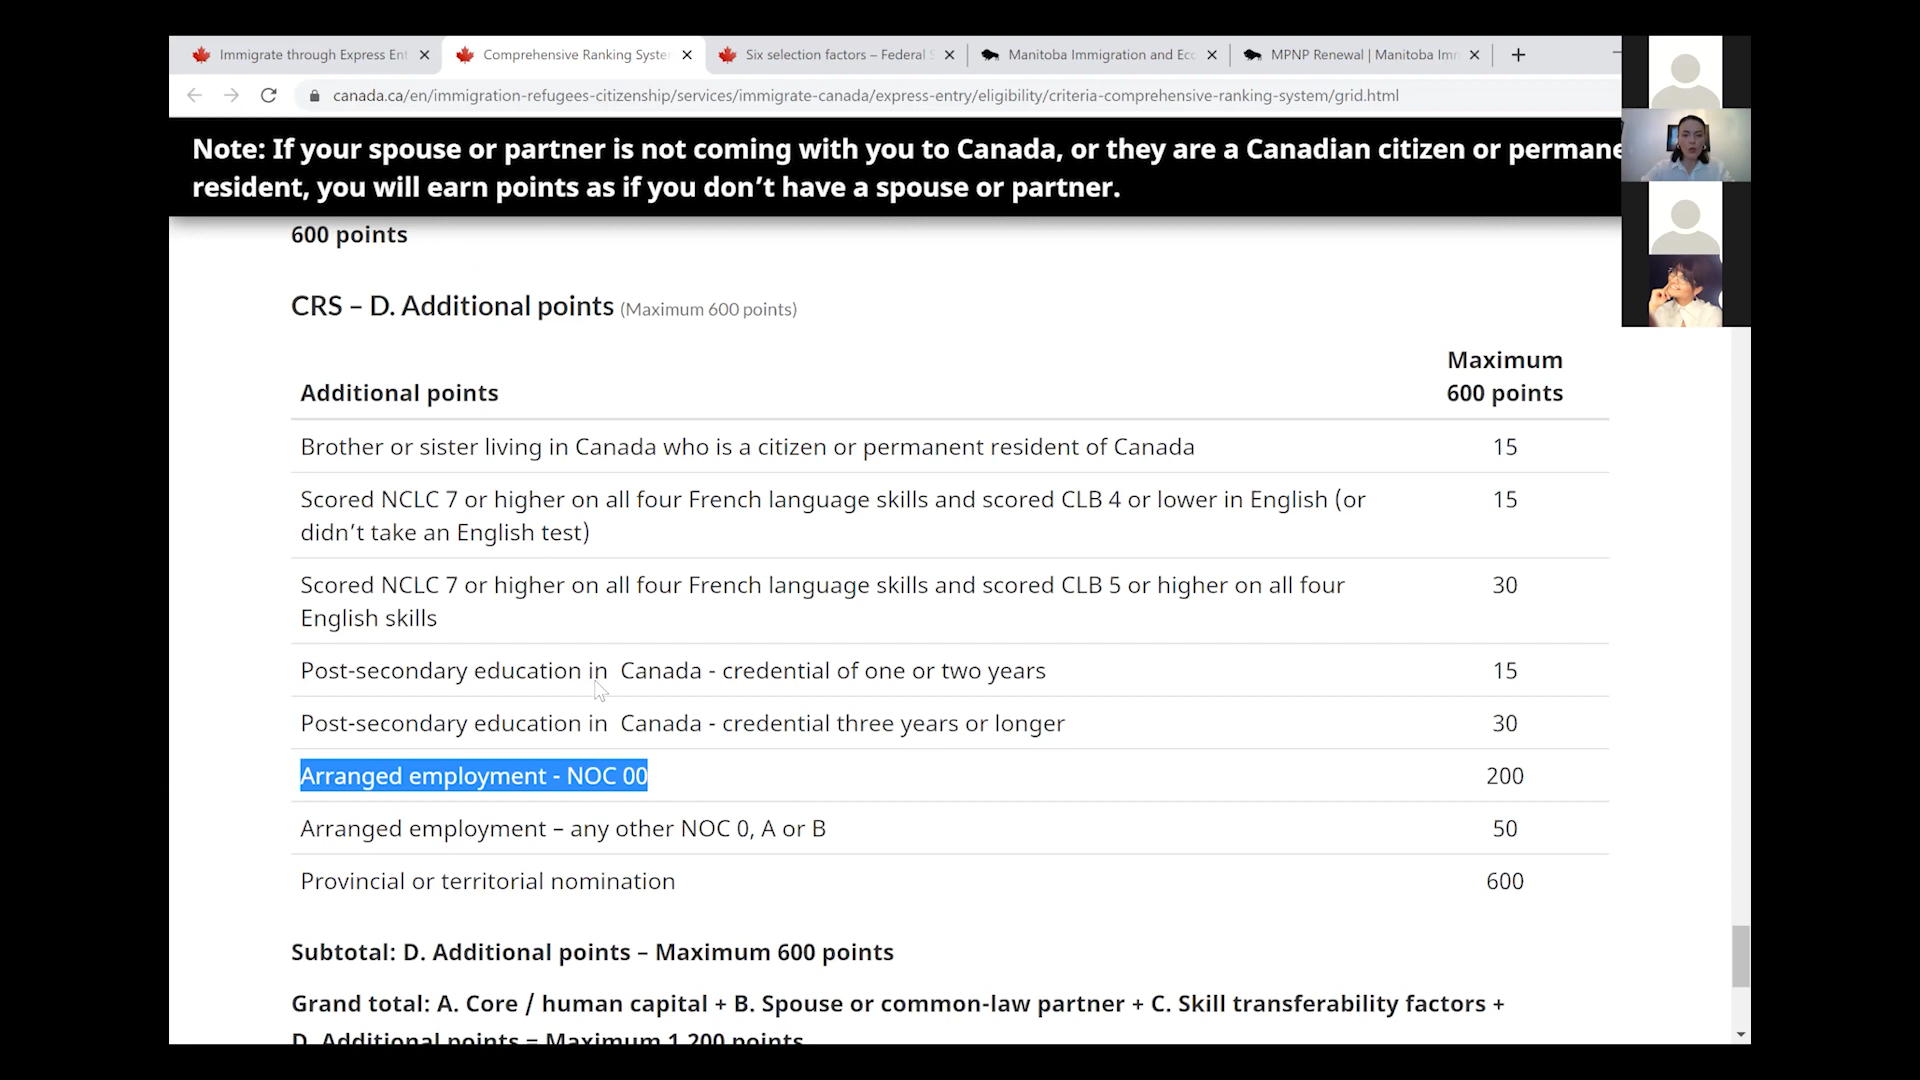 Immigrate through Express Ent
Comprehensive Ranking Syste
Six selection factors – Federal S
Manitoba Immigration and Ecc
MPNP Renewal | Manitoba Imm
canada.ca/en/immigration-refugees-citizenship/services/immigrate-canada/express-entry/eligibility/criteria-comprehensive-ranking-system/grid.html
Note: If your spouse or partner is not coming with you to Canada, or they are a Canadian citizen or permane
resident, you will earn points as if you don’t have a spouse or partner.
600 points
CRS – D. Additional points (Maximum 600 points)
Maximum
Additional points 600 points
Brother or sister living in Canada who is a citizen or permanent resident of Canada 15
Scored NCLC 7 or higher on all four French language skills and scored CLB 4 or lower in English (or 15
didn’t take an English test)
Scored NCLC 7 or higher on all four French language skills and scored CLB 5 or higher on all four 30
English skills
Post-secondary education in Canada - credential of one or two years 15
Post-secondary education in Canada - credential three years or longer 30
Arranged employment - NOC 00 200
Arranged employment – any other NOC 0, A or B 50
Provincial or territorial nomination 600
Subtotal: D. Additional points – Maximum 600 points
Grand total: A. Core / human capital + B. Spouse or common-law partner + C. Skill transferability factors +
D. Additional points = Maximum 1,200 points